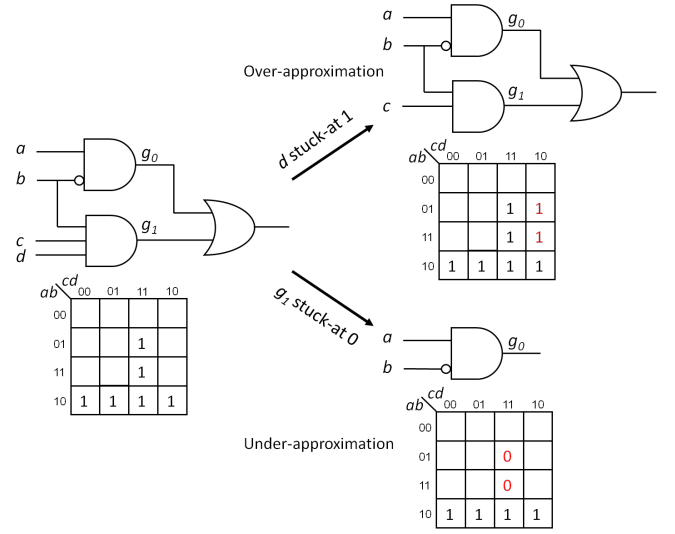 a
b
g0
g1
c
d
cd
ab 00 01 11 10
00
01 1
11 1
10 1 1 1 1
Over-approximation
d stuck-at 1
a
b
g0
g1
c
cd
ab 00 01 11 10
00
01 1 1
11 1 1
10 1 1 1 1
g1 stuck-at 0
Under-approximation
a
b
g0
cd
ab 00 01 11 10
00
01 0
11 0
10 1 1 1 1